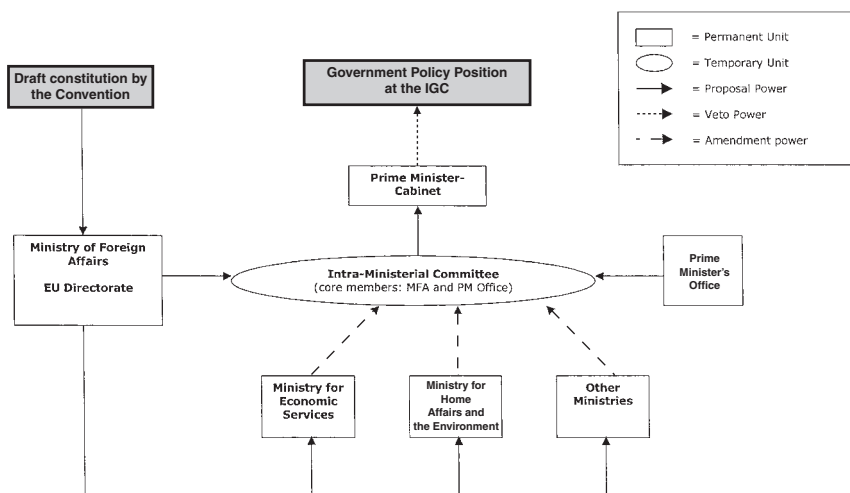 Draft constitution by
the Convention
Government Policy Position
at the IGC
= Permanent Unit
= Temporary Unit
= Proposal Power
= Veto Power
= Amendment power
Prime Minister-
Cabinet
Ministry of Foreign
Affairs
EU Directorate
Intra-Ministerial Committee
(core members: MFA and PM Office)
Prime
Minister's
Office
Ministry for
Economic
Services
Ministry for
Home
Affairs and
the Environment
Other
Ministries